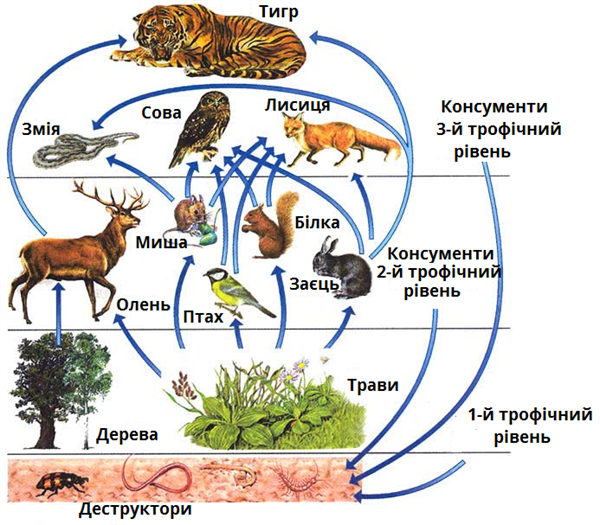 Тигр
Сова
Лисиця
Змія
Консументи
3-й трофічний
рівень
Миша
Білка
Олень
Птах
Заєць
Консументи
2-й трофічний
рівень
Дерева
Трави
1-й трофічний
рівень
Деструктори